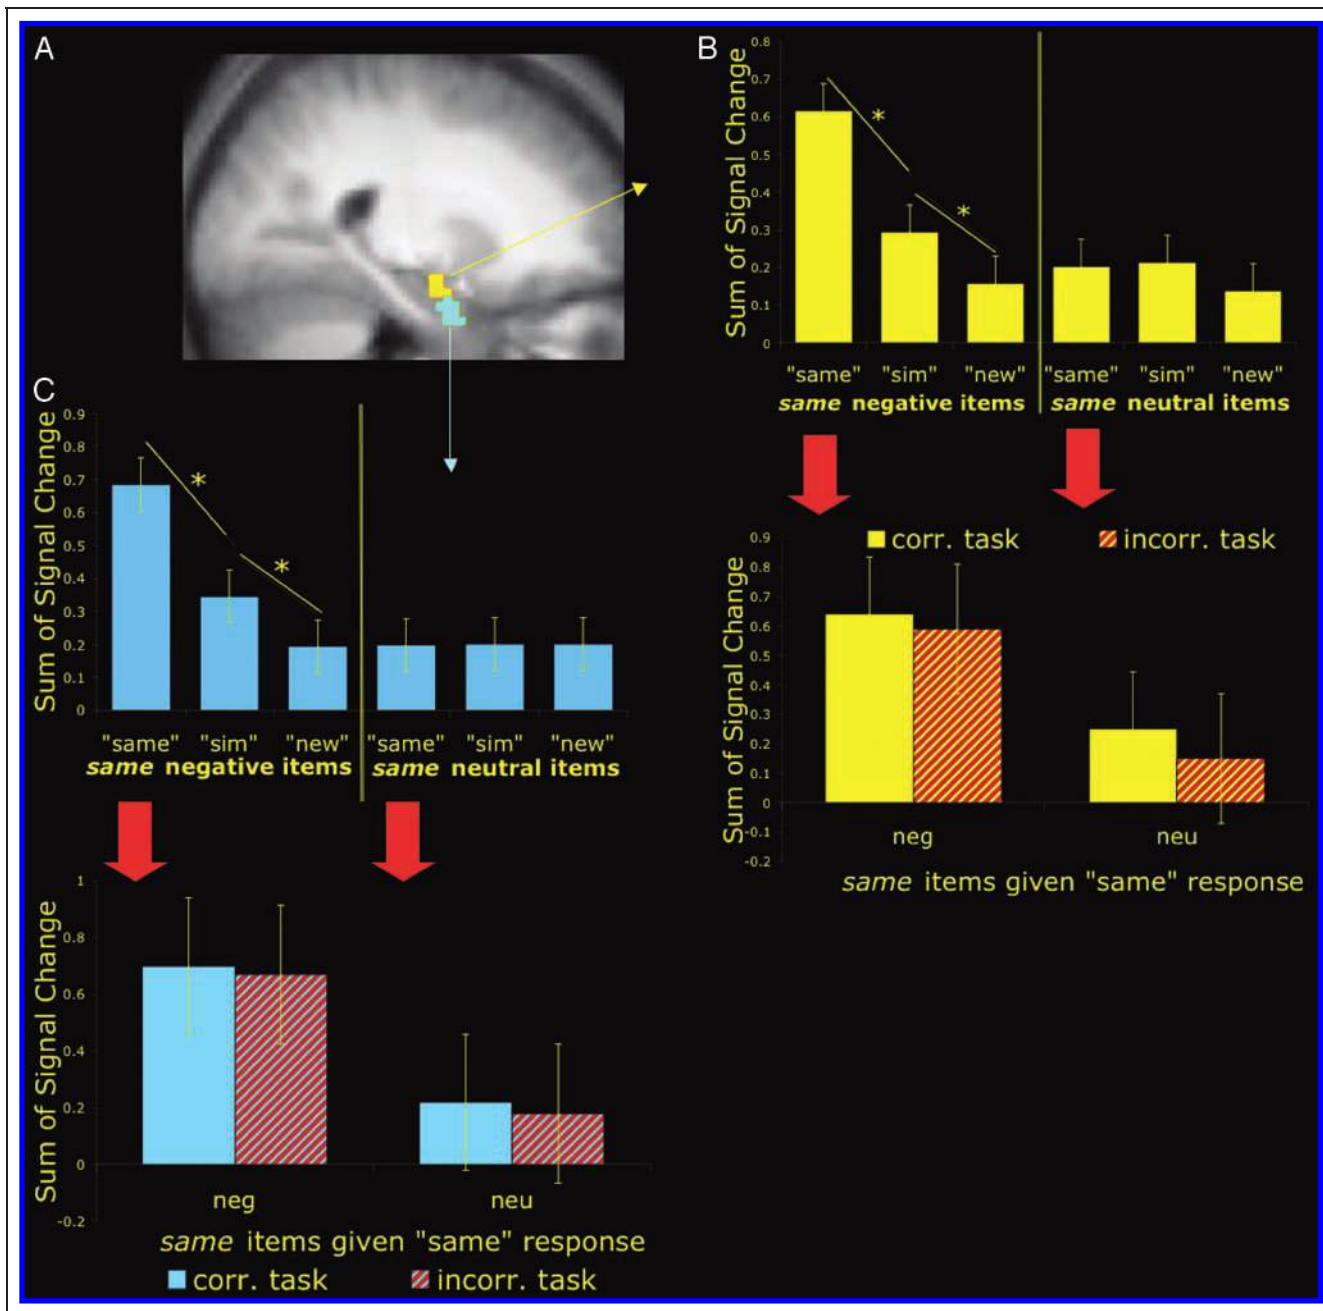 A
B
Sum of Signal Change
0.8
0.7
0.6
0.5
0.4
0.3
0.2
0.1
0
*
*
"same" "sim" "new" "same" "sim" "new"
same negative items same neutral items
corr. task incorr. task
Sum of Signal Change
0.9
0.8
0.7
0.6
0.5
0.4
0.3
0.2
0.1
0
-0.1
-0.2
neg neu
same items given "same" response
C
Sum of Signal Change
0.9
0.8
0.7
0.6
0.5
0.4
0.3
0.2
0.1
0
*
*
"same" "sim" "new" "same" "sim" "new"
same negative items same neutral items
Sum of Signal Change
1
0.8
0.6
0.4
0.2
0
-0.2
neg neu
same items given "same" response
corr. task incorr. task